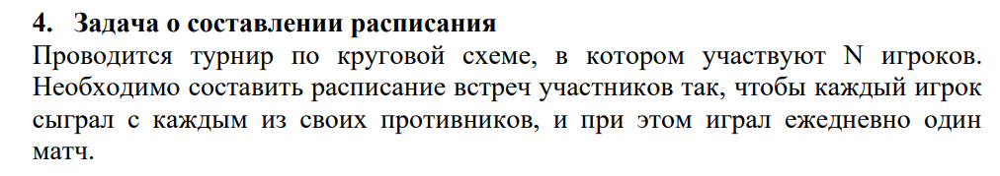 4. Задача о составлении расписания
Проводится турнир по круговой схеме, в котором участвуют N игроков.
Необходимо составить расписание встреч участников так, чтобы каждый игрок
сыграл с каждым из своих противников, и при этом играл ежедневно один
матч.